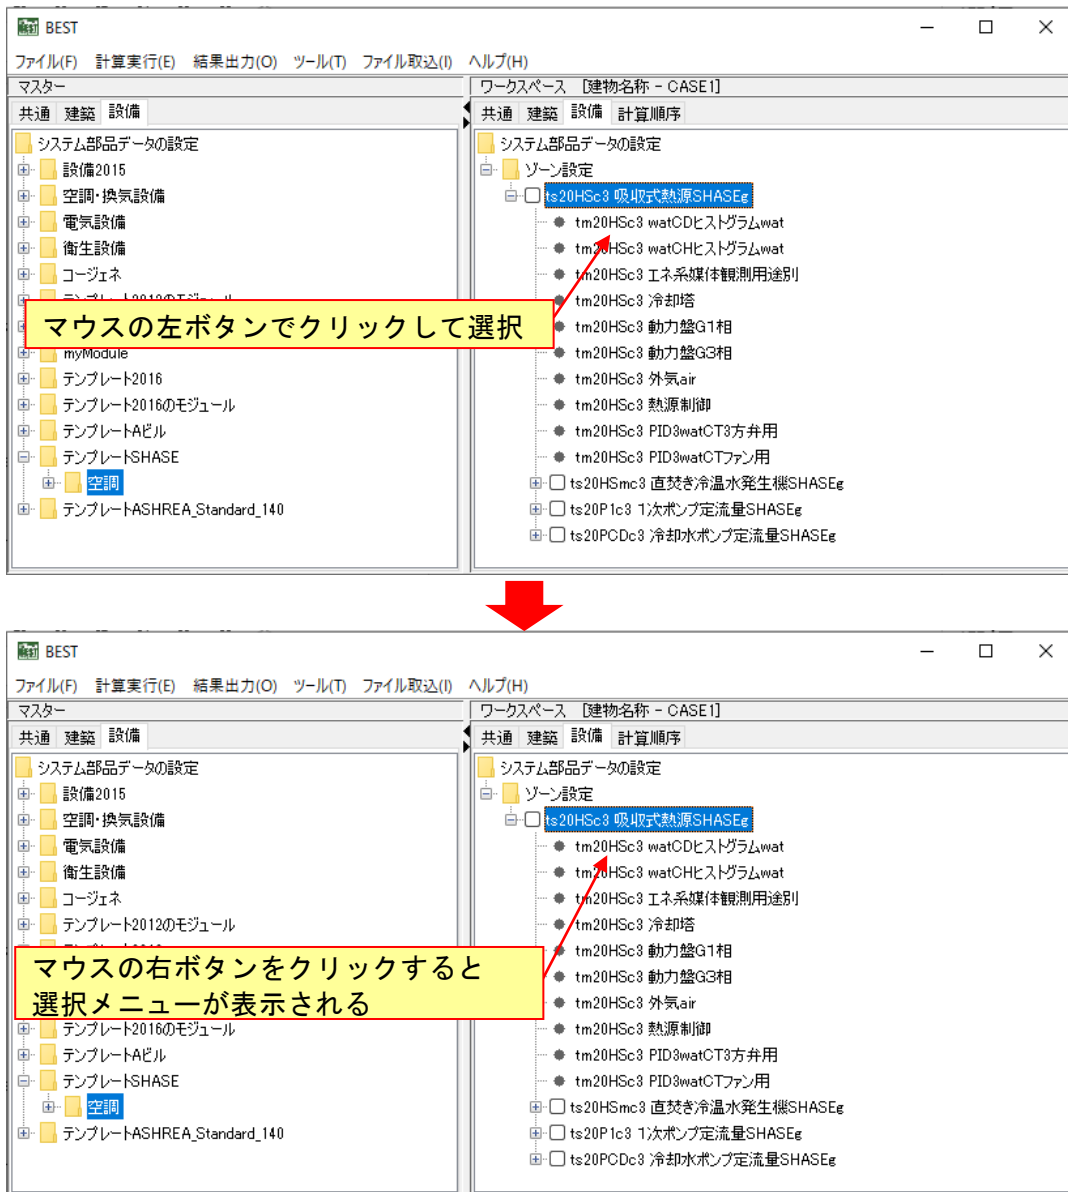 BEST
ファイル(F) 計算実行(E) 結果出力(O) ツール(T) ファイル取込(I) ヘルプ(H)
マスター
共通 建築 設備
システム部品データの設定
設備2015
空調・換気設備
電気設備
衛生設備
コージェネ
マウスの左ボタンでクリックして選択
myModule
テンプレート2016
テンプレート2016のモジュール
テンプレートAビル
テンプレートSHASE
空調
テンプレートASHREA_Standard_140
ワークスペース [建物名称 - CASE1]
共通 建築 設備 計算順序
システム部品データの設定
ゾーン設定
ts20HSc3 吸収式熱源SHASEg
tm20HSc3 watCDヒストグラムwat
tm20HSc3 watCHヒストグラムwat
tm20HSc3 エネ系媒体観測用途別
tm20HSc3 冷却塔
tm20HSc3 動力盤G1相
tm20HSc3 動力盤G3相
tm20HSc3 外気air
tm20HSc3 熱源制御
tm20HSc3 PID3watCT3方弁用
tm20HSc3 PID3watCTファン用
ts20HSmc3 直焚き冷温水発生機SHASEg
ts20P1c3 1次ポンプ定流量SHASEg
ts20PCDc3 冷却水ポンプ定流量SHASEg
BEST
ファイル(F) 計算実行(E) 結果出力(O) ツール(T) ファイル取込(I) ヘルプ(H)
マスター
共通 建築 設備
システム部品データの設定
設備2015
空調・換気設備
電気設備
衛生設備
コージェネ
テンプレート2012のモジュール
マウスの右ボタンをクリックすると
選択メニューが表示される
テンプレート2016のモジュール
テンプレートAビル
テンプレートSHASE
空調
テンプレートASHREA_Standard_140
ワークスペース [建物名称 - CASE1]
共通 建築 設備 計算順序
システム部品データの設定
ゾーン設定
ts20HSc3 吸収式熱源SHASEg
tm20HSc3 watCDヒストグラムwat
tm20HSc3 watCHヒストグラムwat
tm20HSc3 エネ系媒体観測用途別
tm20HSc3 冷却塔
tm20HSc3 動力盤G1相
tm20HSc3 動力盤G3相
tm20HSc3 外気air
tm20HSc3 熱源制御
tm20HSc3 PID3watCT3方弁用
tm20HSc3 PID3watCTファン用
ts20HSmc3 直焚き冷温水発生機SHASEg
ts20P1c3 1次ポンプ定流量SHASEg
ts20PCDc3 冷却水ポンプ定流量SHASEg